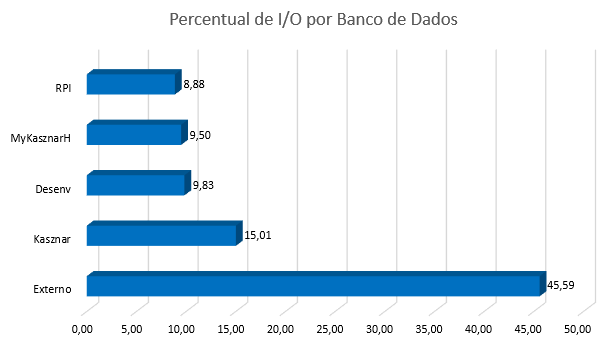 Percentual de I/O por Banco de Dados
RPI 8,88
MyKasznarH 9,50
Desenv 9,83
Kasznar 15,01
Externo 45,59
0,00 5,00 10,00 15,00 20,00 25,00 30,00 35,00 40,00 45,00 50,00